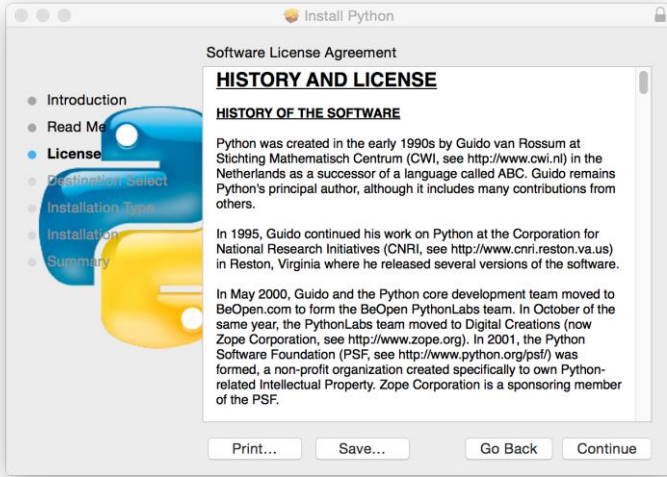 Install Python
Software License Agreement
Introduction
Read Me
License
Destination Select
Installation Type
Installation
Summary
HISTORY AND LICENSE
HISTORY OF THE SOFTWARE
Python was created in the early 1990s by Guido van Rossum at
Stichting Mathematisch Centrum (CWI, see http://www.cwi.nl) in the
Netherlands as a successor of a language called ABC. Guido remains
Python's principal author, although it includes many contributions from
others.
In 1995, Guido continued his work on Python at the Corporation for
National Research Initiatives (CNRI, see http://www.cnri.reston.va.us)
in Reston, Virginia where he released several versions of the software.
In May 2000, Guido and the Python core development team moved to
BeOpen.com to form the BeOpen PythonLabs team. In October of the
same year, the PythonLabs team moved to Digital Creations (now
Zope Corporation, see http://www.zope.org). In 2001, the Python
Software Foundation (PSF, see http://www.python.org/psf/) was
formed, a non-profit organization created specifically to own Python-
related Intellectual Property. Zope Corporation is a sponsoring member
of the PSF.
Print...
Save...
Go Back
Continue